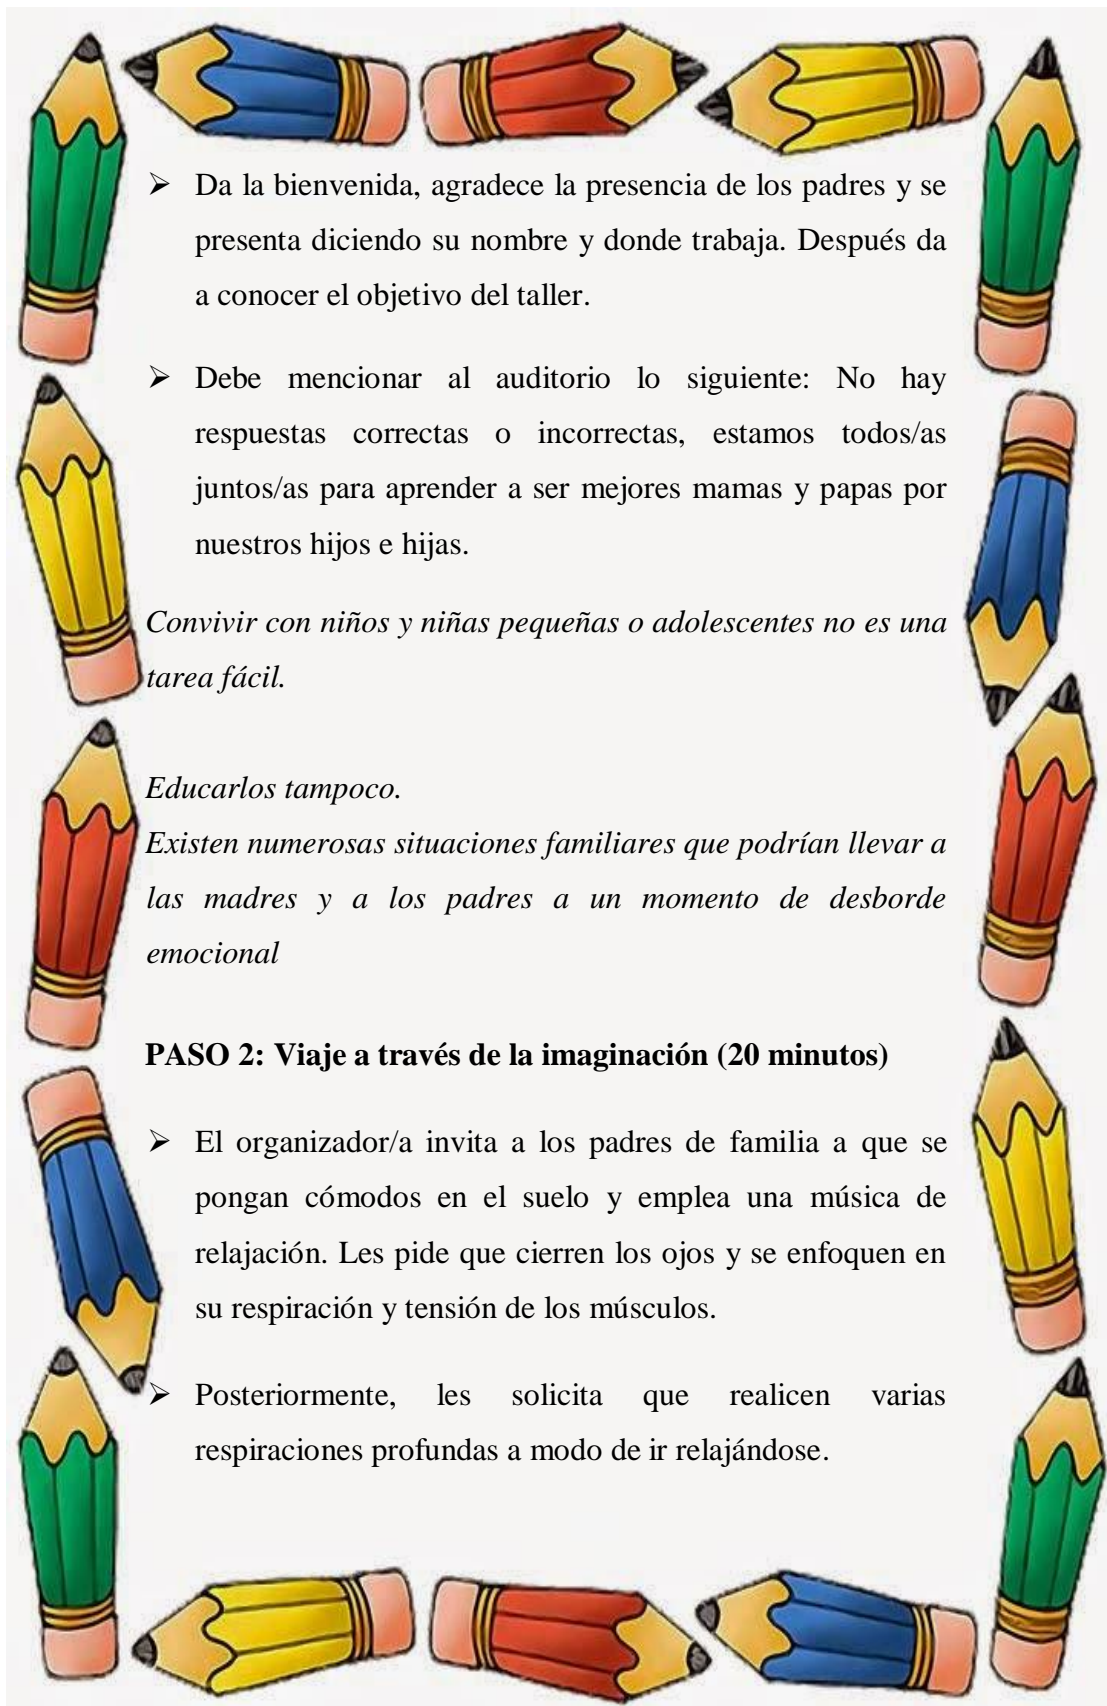 ➢ Da la bienvenida, agradece la presencia de los padres y se
presenta diciendo su nombre y donde trabaja. Después da
a conocer el objetivo del taller.
➢ Debe mencionar al auditorio lo siguiente: No hay
respuestas correctas o incorrectas, estamos todos/as
juntos/as para aprender a ser mejores mamas y papas por
nuestros hijos e hijas.
Convivir con niños y niñas pequeñas o adolescentes no es una
tarea fácil.
Educarlos tampoco.
Existen numerosas situaciones familiares que podrían llevar a
las madres y a los padres a un momento de desborde
emocional
PASO 2: Viaje a través de la imaginación (20 minutos)
➢ El organizador/a invita a los padres de familia a que se
pongan cómodos en el suelo y emplea una música de
relajación. Les pide que cierren los ojos y se enfoquen en
su respiración y tensión de los músculos.
➢ Posteriormente, les solicita que realicen varias
respiraciones profundas a modo de ir relajándose.